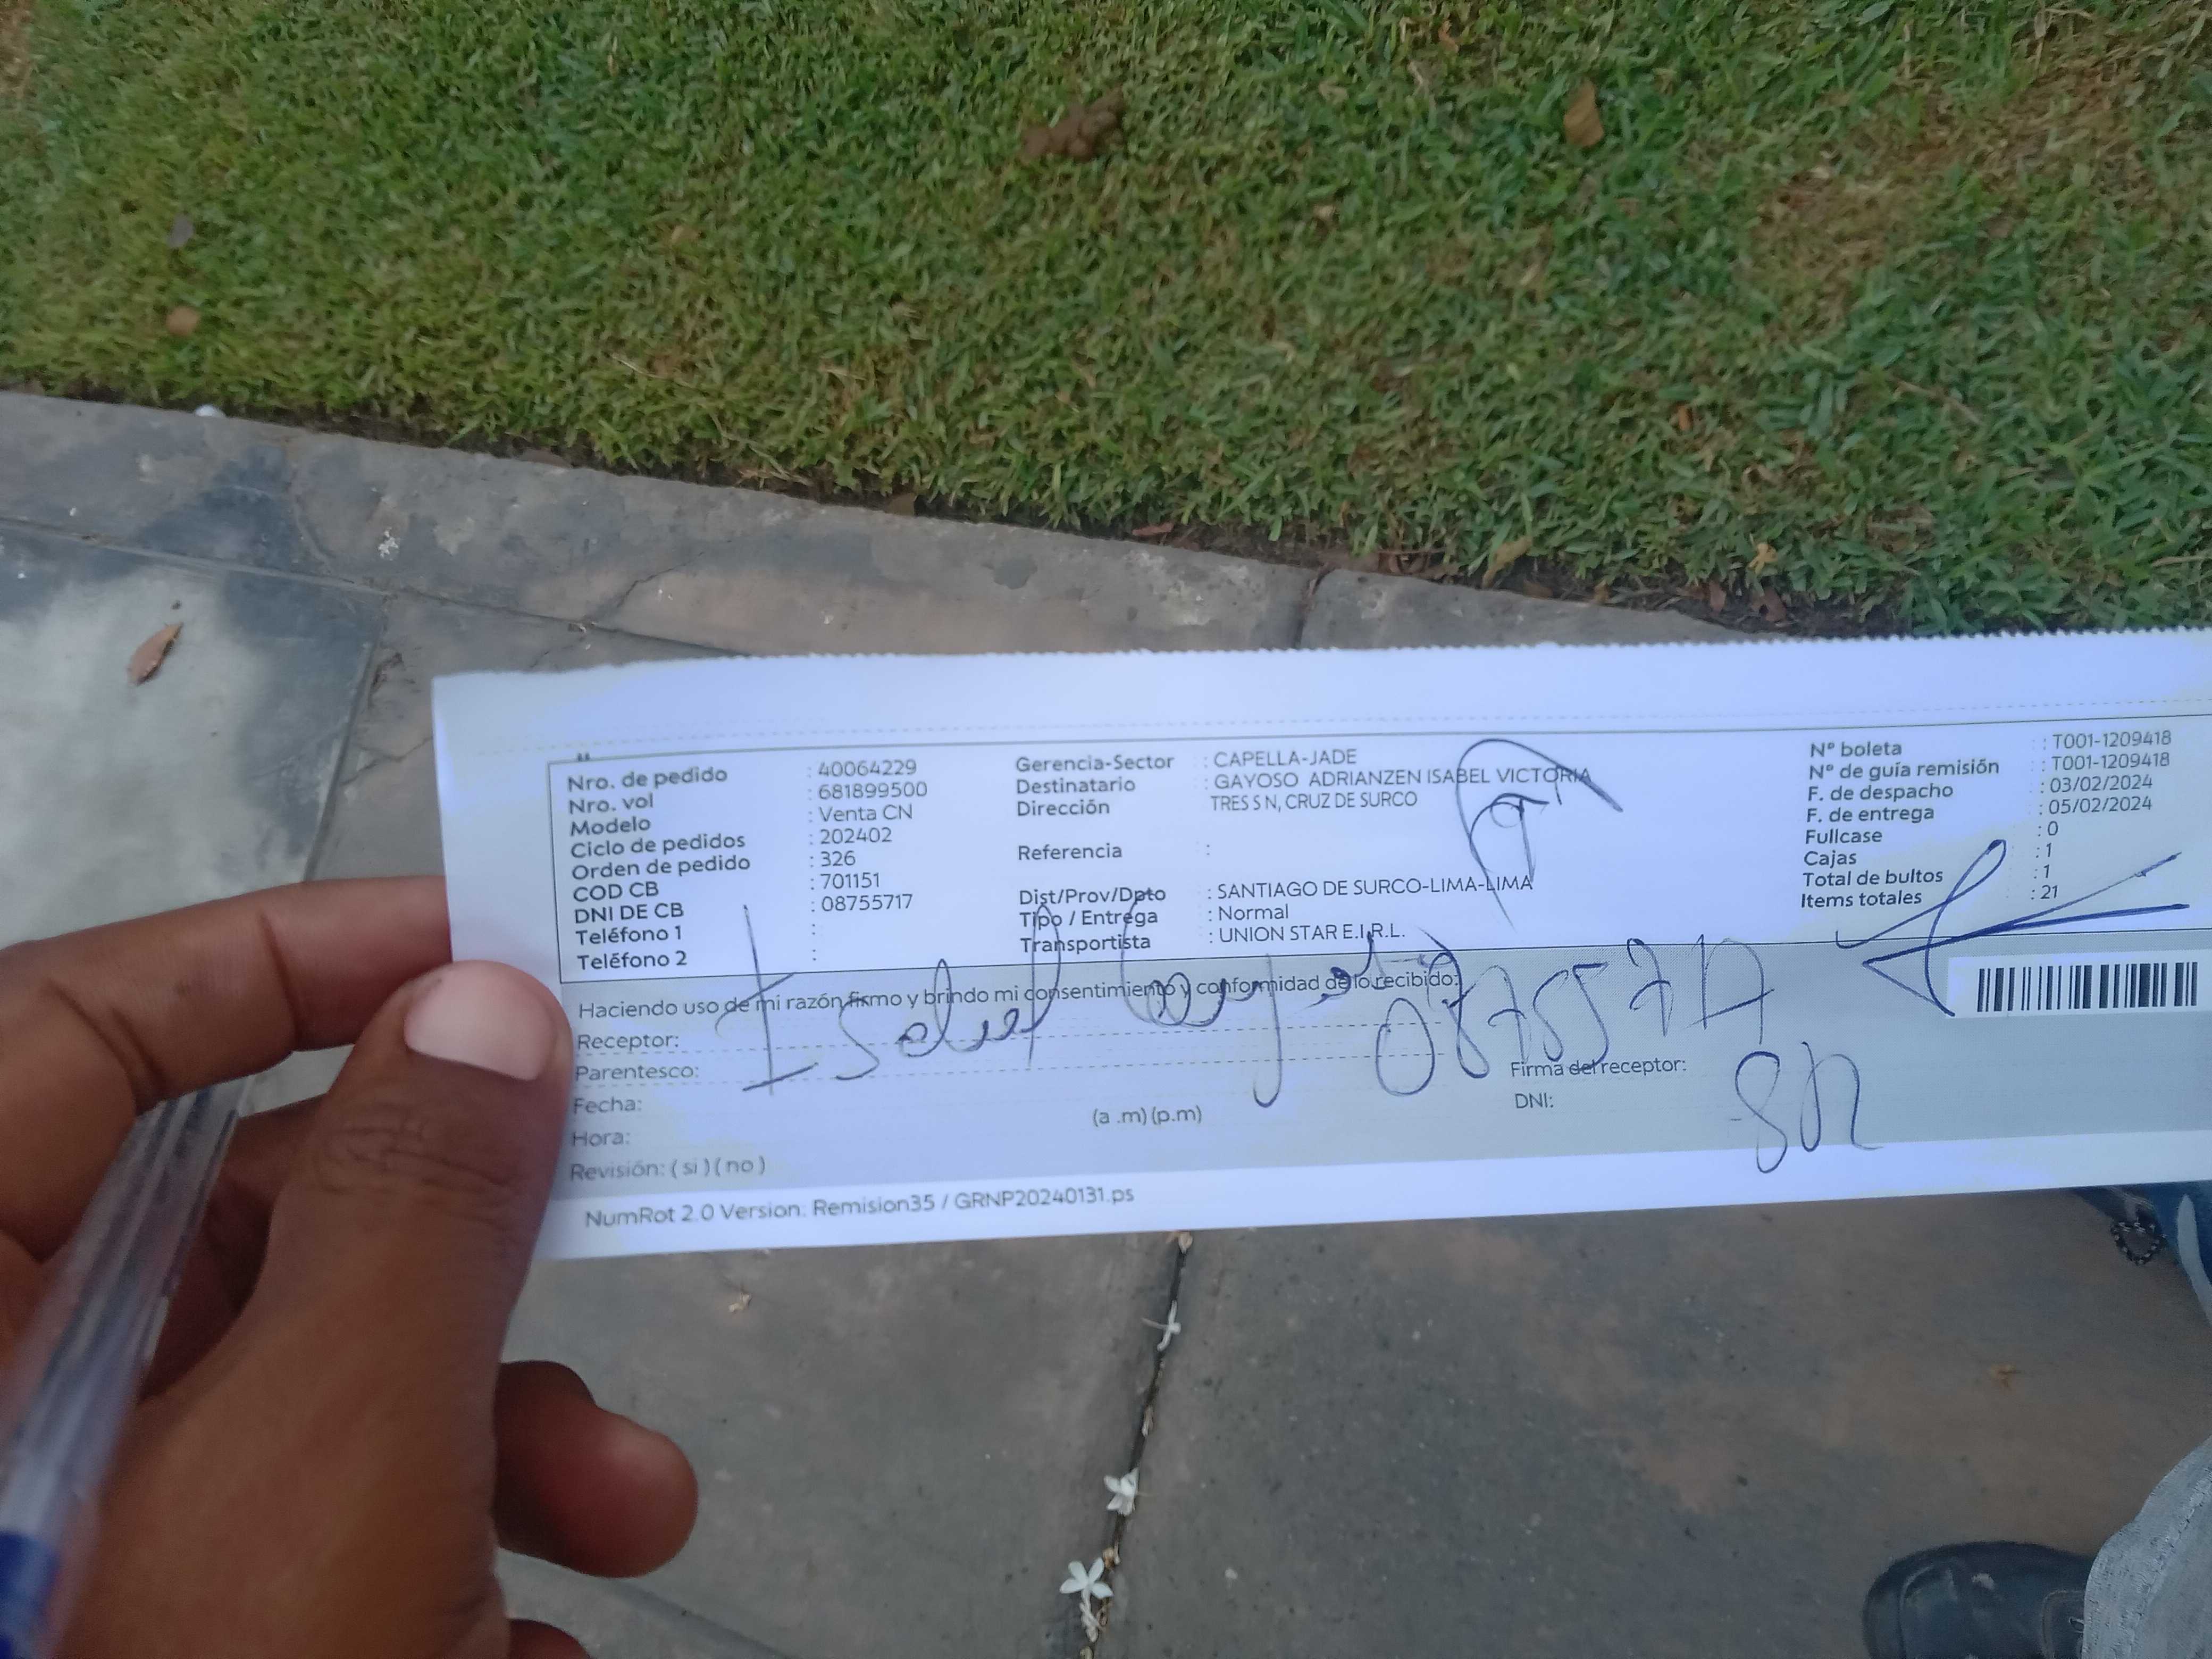 Nro. de pedido : 40064229
Nro. vol : 681899500
Modelo : Venta CN
Ciclo de pedidos : 202402
Orden de pedido : 326
COD CB : 701151
DNI DE CB : 08755717
Teléfono 1 :
Teléfono 2 :
Gerencia-Sector : CAPELLA-JADE
Destinatario : GAYOSO ADRIANZEN ISABEL VICTORIA
Dirección TRES S N, CRUZ DE SURCO
Referencia :
Dist/Prov/Dpto : SANTIAGO DE SURCO-LIMA-LIMA
Tipo / Entrega : Normal
Transportista : UNION STAR E.I.R.L.
N° boleta : T001-1209418
N° de guía remisión : T001-1209418
F. de despacho : 03/02/2024
F. de entrega : 05/02/2024
Fullcase : 0
Cajas : 1
Total de bultos : 1
Items totales : 21
Haciendo uso de mi razón firmo y brindo mi consentimiento y conformidad de lo recibido:
Receptor: Isabel Gayoso 08755717
Parentesco:
Fecha:
Hora: (a .m) (p.m)
Revisión: ( si ) ( no )
Firma del receptor:
DNI:
NumRot 2.0 Version: Remision35 / GRNP20240131.ps